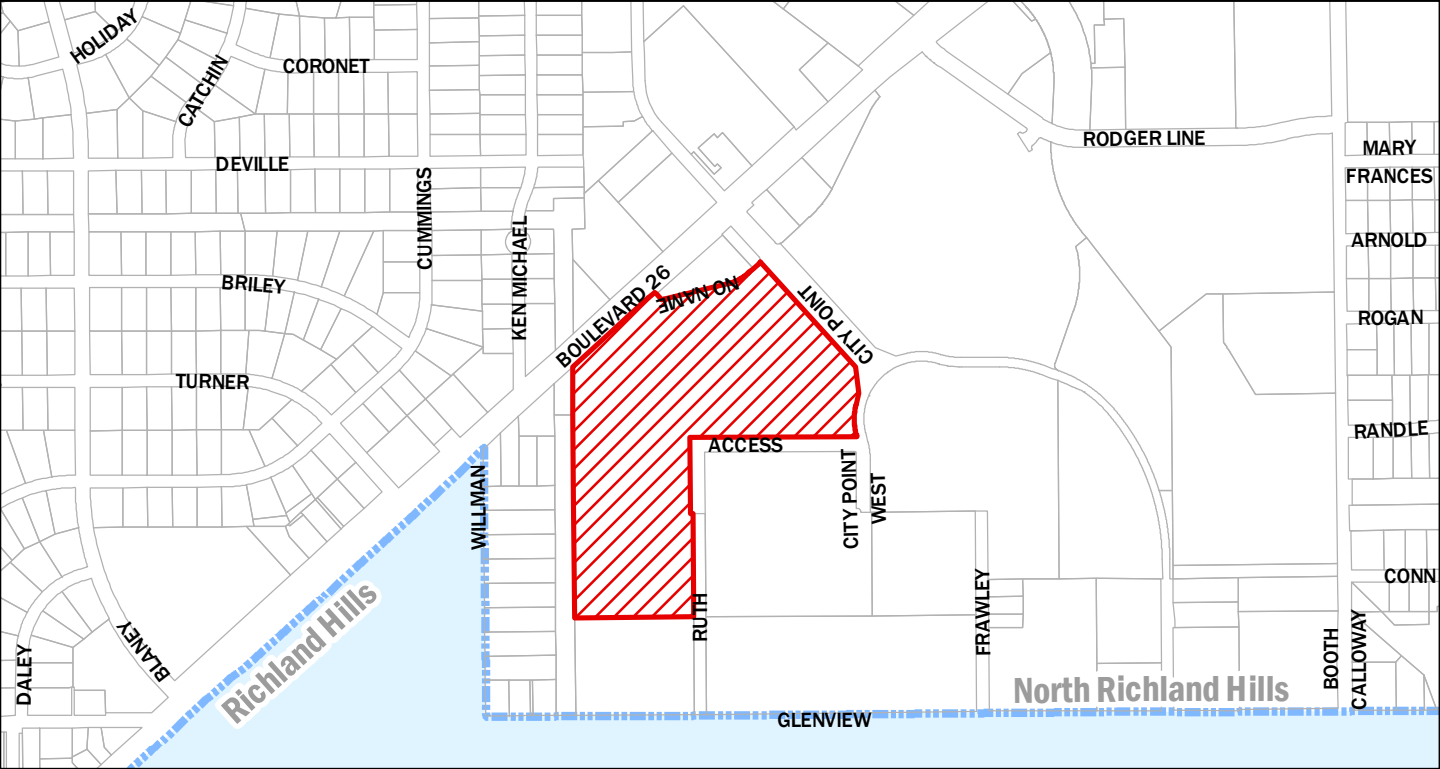 HOLIDAY
CATCHIN
CORONET
DEVILLE
CUMMINGS
KEN MICHAEL
BRILEY
TURNER
BOULEVARD 26
NO NAME
CITY POINT
RODGER LINE
MARY
FRANCES
ARNOLD
ROGAN
RANDLE
ACCESS
CITY POINT
WEST
WILLMAN
CONN
RUTH
FRAWLEY
BOOTH
CALLOWAY
DALEY
BLANEY
Richland Hills
North Richland Hills
GLENVIEW